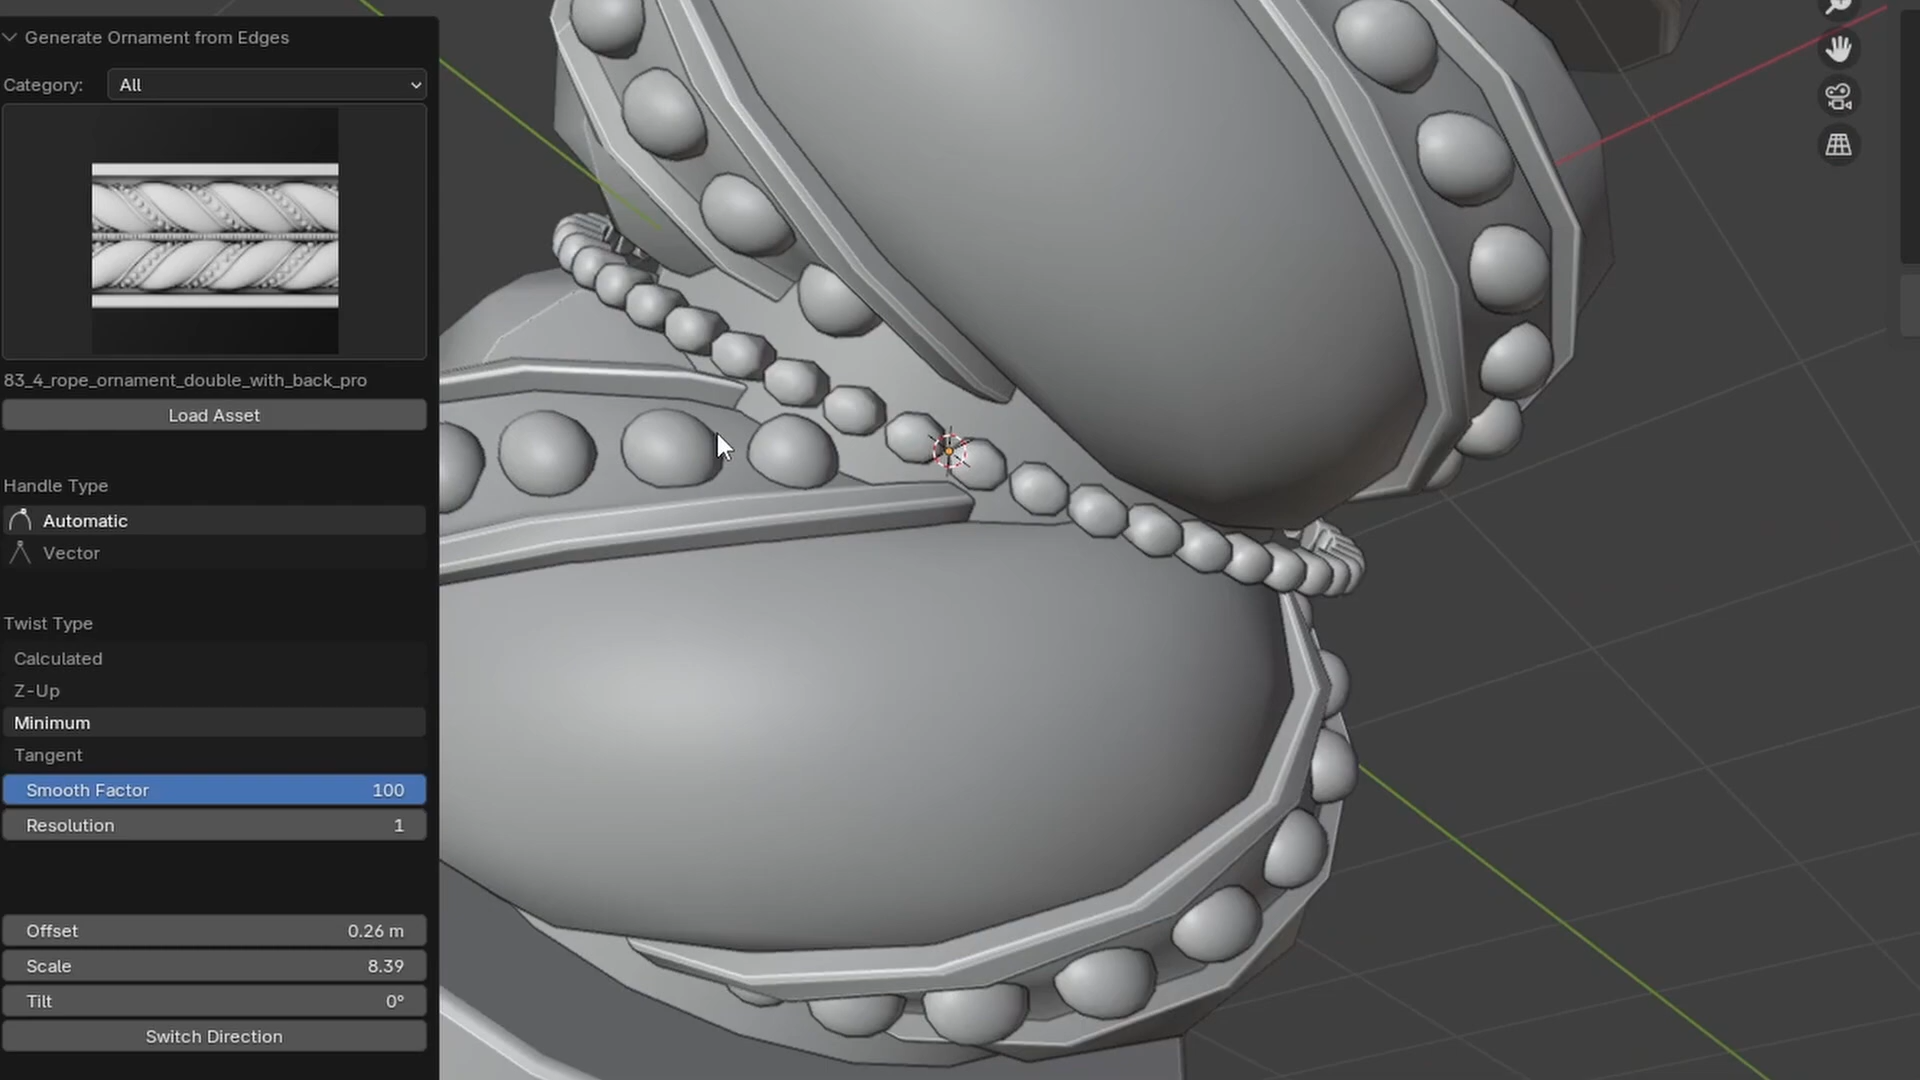 Generate Ornament from Edges
Category: All
83_4_rope_ornament_double_with_back_pro
Load Asset
Handle Type
Automatic
Vector
Twist Type
Calculated
Z-Up
Minimum
Tangent
Smooth Factor 100
Resolution 1
Offset 0.26 m
Scale 8.39
Tilt 0°
Switch Direction